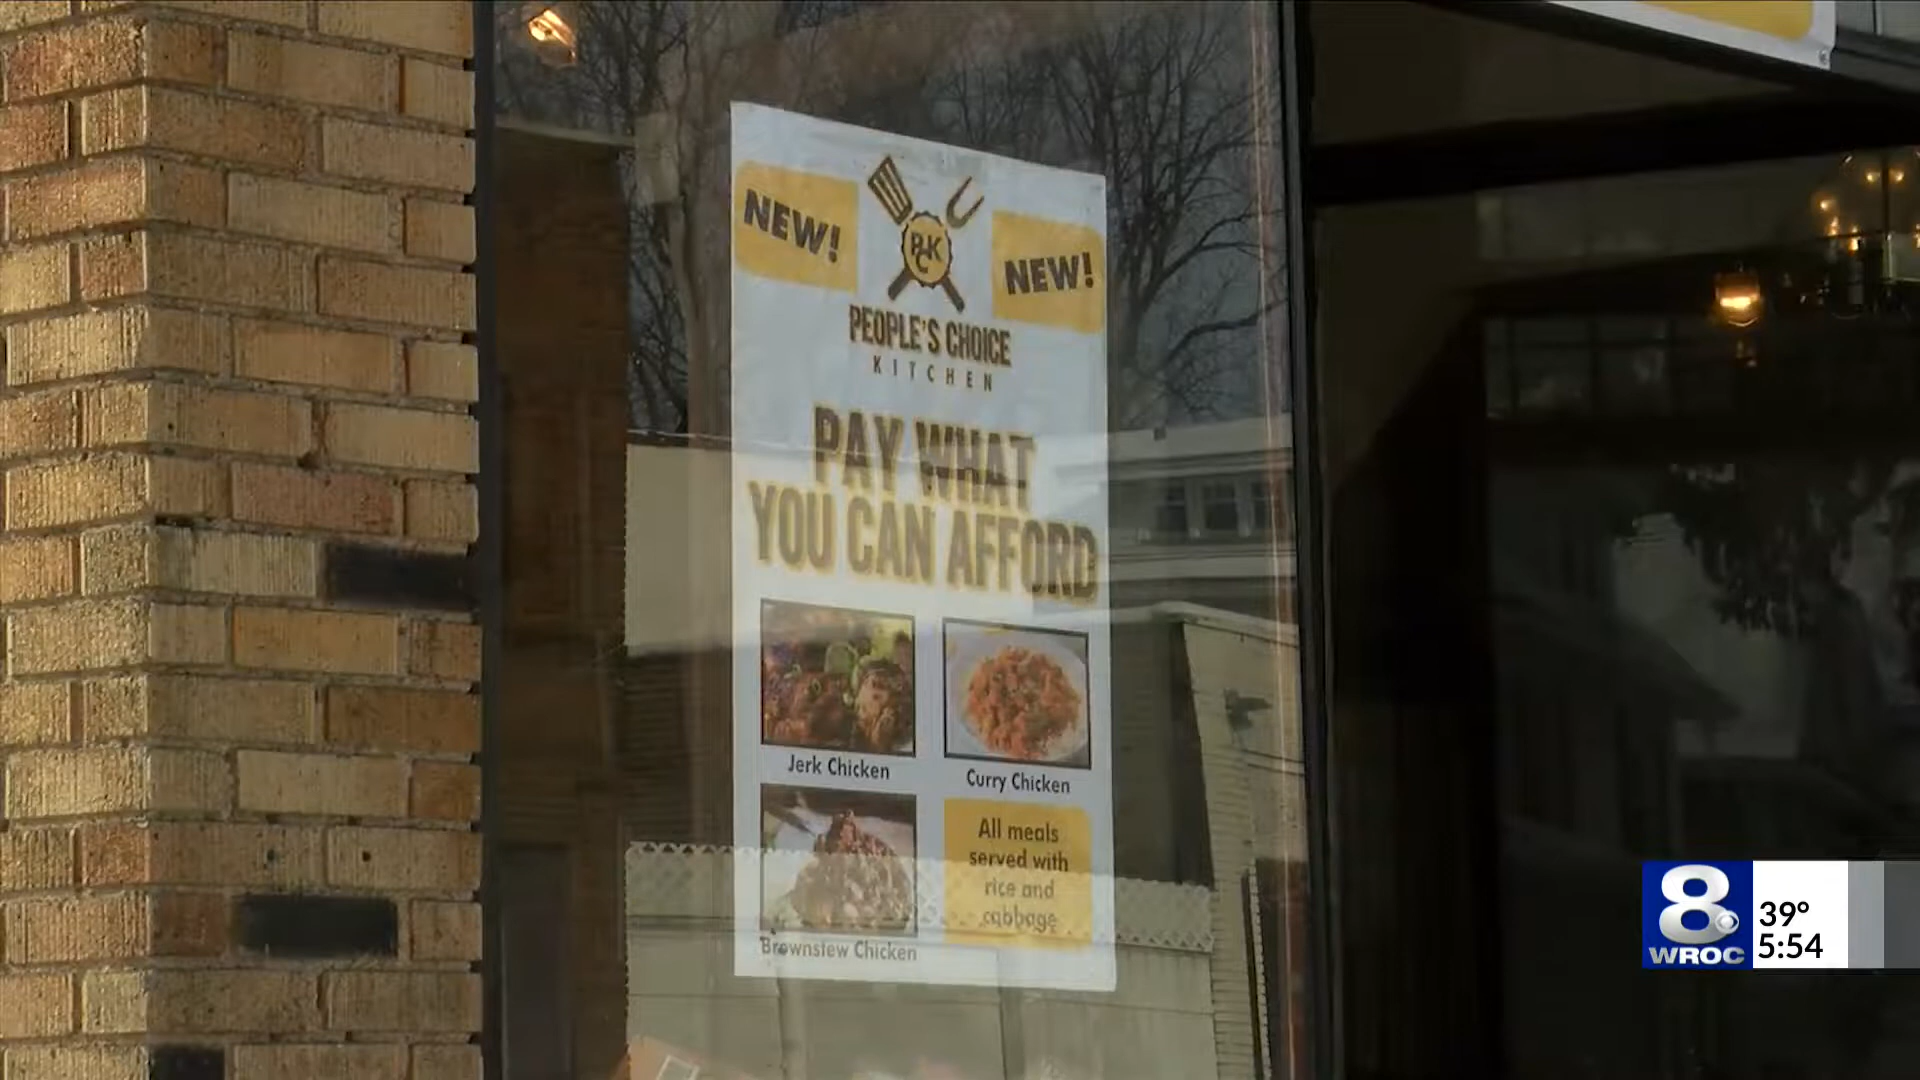 NEW!
PCK
NEW!
PEOPLE'S CHOICE
KITCHEN
PAY WHAT
YOU CAN AFFORD
Jerk Chicken
Curry Chicken
All meals
served with
rice and
cabbage
Brownstew Chicken
8
WROC
39°
5:54